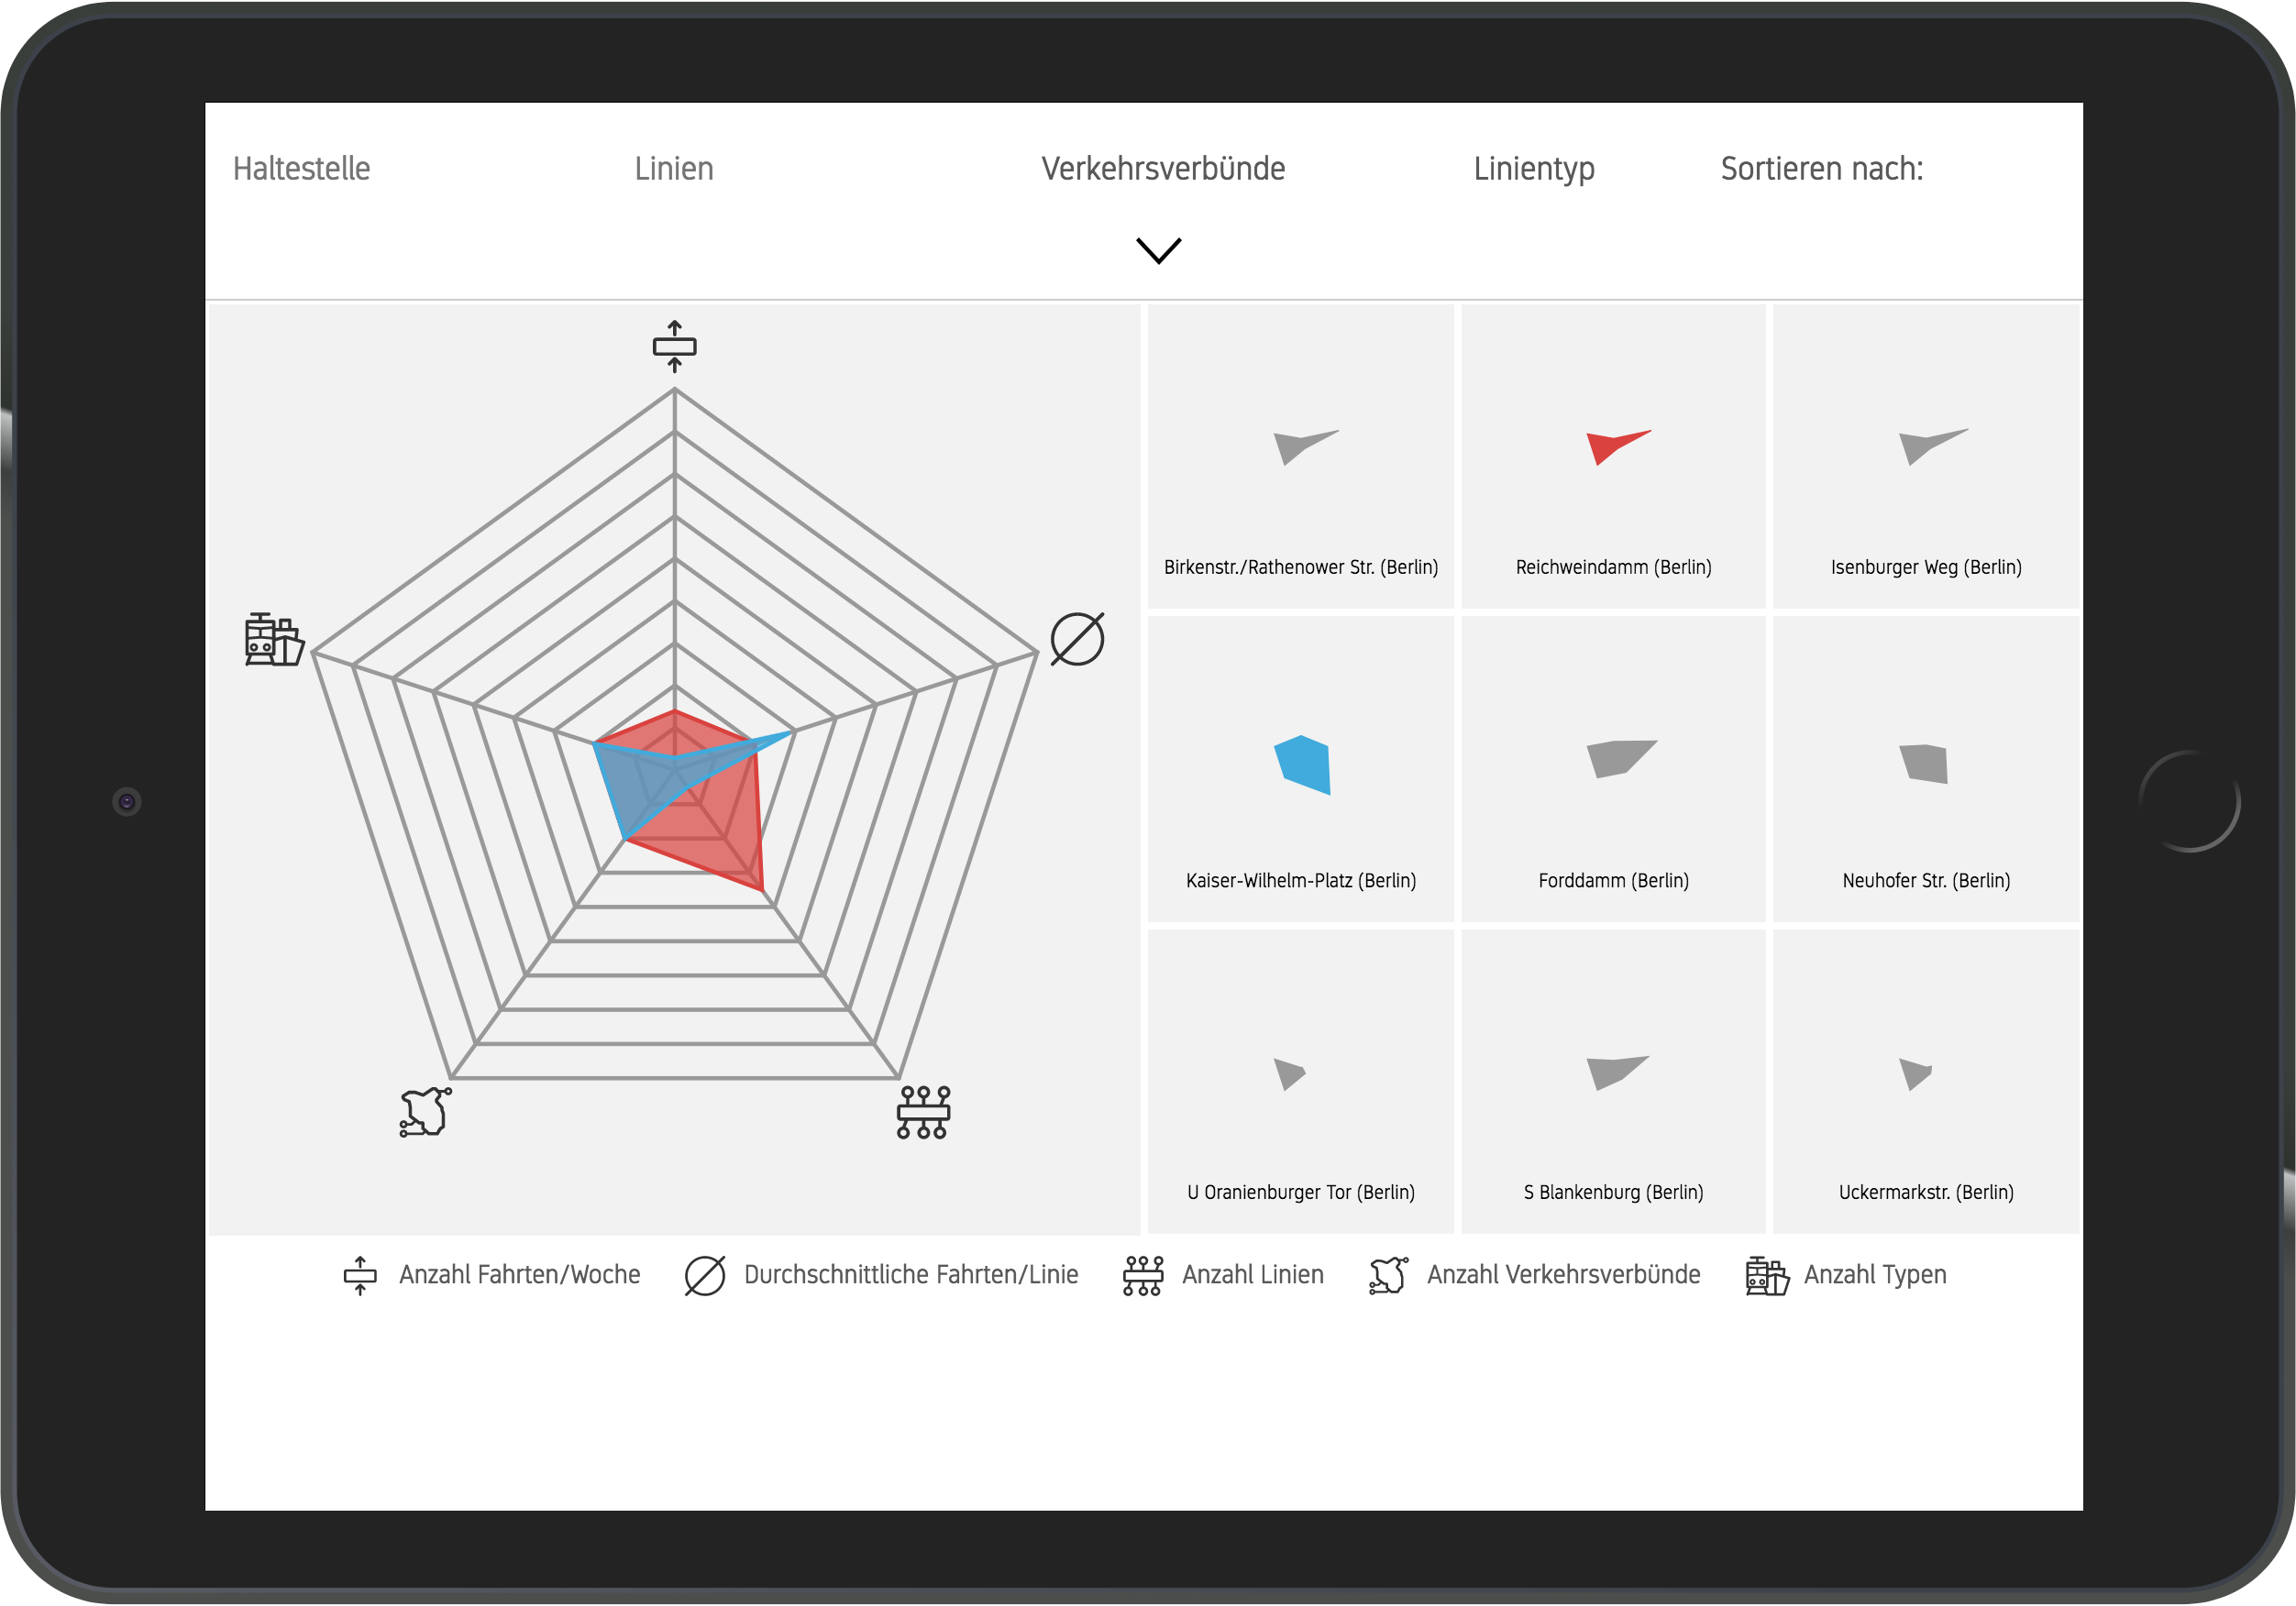 Haltestelle
Linien
Verkehrsverbünde
Linientyp
Sortieren nach:
Birkenstr./Rathenower Str. (Berlin)
Reichweindamm (Berlin)
Isenburger Weg (Berlin)
Kaiser-Wilhelm-Platz (Berlin)
Forddamm (Berlin)
Neuhofer Str. (Berlin)
U Oranienburger Tor (Berlin)
S Blankenburg (Berlin)
Uckermarkstr. (Berlin)
Anzahl Fahrten/Woche
Durchschnittliche Fahrten/Linie
Anzahl Linien
Anzahl Verkehrsverbünde
Anzahl Typen